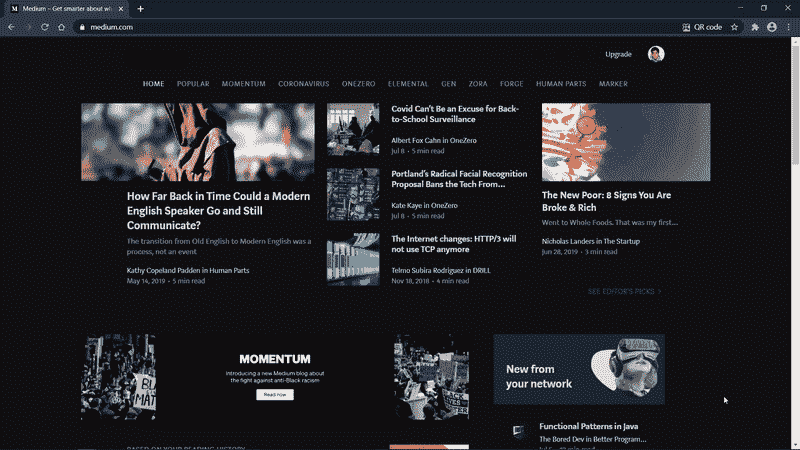 Medium – Get smarter about wh
medium.com
QR code
Upgrade
HOME POPULAR MOMENTUM CORONAVIRUS ONEZERO ELEMENTAL GEN ZORA FORGE HUMAN PARTS MARKER
How Far Back in Time Could a Modern
English Speaker Go and Still
Communicate?
The transition from Old English to Modern English was a
process, not an event
Kathy Copeland Padden in Human Parts
May 14, 2019 · 5 min read
Covid Can't Be an Excuse for Back-
to-School Surveillance
Albert Fox Cahn in OneZero
Jul 8 · 5 min read
Portland's Radical Facial Recognition
Proposal Bans the Tech From...
Kate Kaye in OneZero
Jul 8 · 5 min read
The Internet changes: HTTP/3 will
not use TCP anymore
Telmo Subira Rodriguez in DRILL
Nov 18, 2018 · 4 min read
The New Poor: 8 Signs You Are
Broke & Rich
Went to Whole Foods. That was my first...
Nicholas Landers in The Startup
Jun 28, 2019 · 3 min read
SEE EDITOR'S PICKS >
MOMENTUM
Introducing a new Medium blog about
the fight against anti-Black racism
Read now
New from
your network
Functional Patterns in Java
The Bored Dev in Better Program...
BASED ON YOUR READING HISTORY